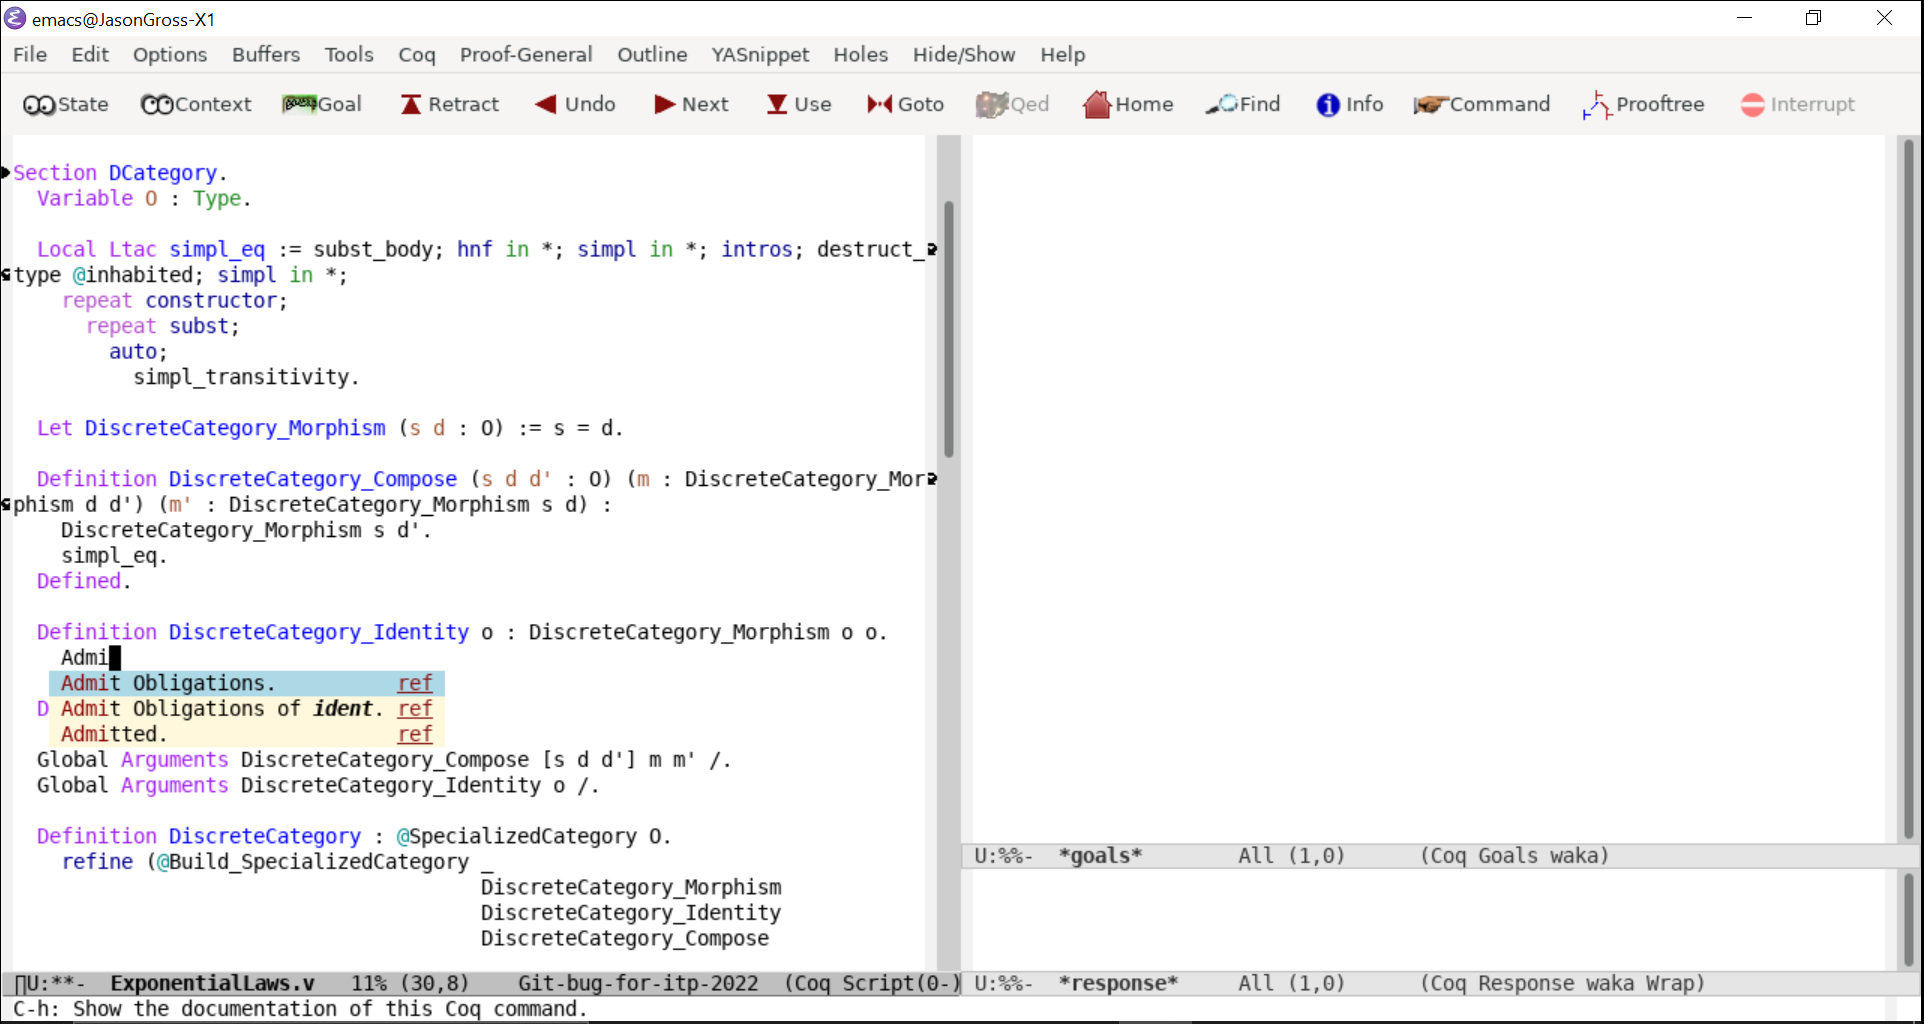 emacs@JasonGross-X1
File Edit Options Buffers Tools Coq Proof-General Outline YASnippet Holes Hide/Show Help
State Context Goal Retract Undo Next Use Goto Qed Home Find Info Command Prooftree Interrupt
Section DCategory.
Variable O : Type.
Local Ltac simpl_eq := subst_body; hnf in *; simpl in *; intros; destruct_
type @inhabited; simpl in *;
repeat constructor;
repeat subst;
auto;
simpl_transitivity.
Let DiscreteCategory_Morphism (s d : O) := s = d.
Definition DiscreteCategory_Compose (s d d' : O) (m : DiscreteCategory_Mor
phism d d') (m' : DiscreteCategory_Morphism s d) :
DiscreteCategory_Morphism s d'.
simpl_eq.
Defined.
Definition DiscreteCategory_Identity o : DiscreteCategory_Morphism o o.
Admi
Admit Obligations. ref
D Admit Obligations of ident. ref
Admitted. ref
Global Arguments DiscreteCategory_Compose [s d d'] m m' /.
Global Arguments DiscreteCategory_Identity o /.
Definition DiscreteCategory : @SpecializedCategory O.
refine (@Build_SpecializedCategory _
DiscreteCategory_Morphism
DiscreteCategory_Identity
DiscreteCategory_Compose
U:**- ExponentialLaws.v 11% (30,8) Git-bug-for-itp-2022 (Coq Script(0-)
C-h: Show the documentation of this Coq command.
U:%%- *goals* All (1,0) (Coq Goals waka)
U:%%- *response* All (1,0) (Coq Response waka Wrap)